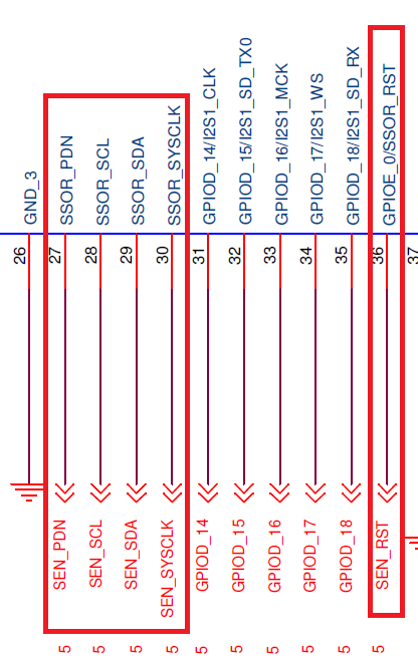 GND_3
SSOR_PDN
SSOR_SCL
SSOR_SDA
SSOR_SYSCLK
GPIOD_14/I2S1_CLK
GPIOD_15/I2S1_SD_TX0
GPIOD_16/I2S1_MCK
GPIOD_17/I2S1_WS
GPIOD_18/I2S1_SD_RX
GPIOE_0/SSOR_RST
26
27
28
29
30
31
32
33
34
35
36
37
SEN_PDN
SEN_SCL
SEN_SDA
SEN_SYSCLK
GPIOD_14
GPIOD_15
GPIOD_16
GPIOD_17
GPIOD_18
SEN_RST
5
5
5
5
5
5
5
5
5
5